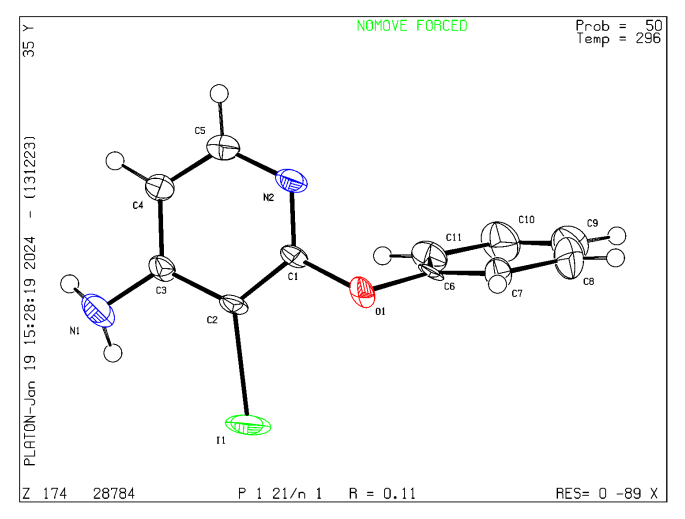 NOMOVE FORCED
Prob = 50
Temp = 296
35 Y
PLATON-Jan 19 15:28:19 2024 - (131223)
C5
C4
N2
C10
C9
C11
C3
C1
C6
C7
C8
C2
O1
N1
I1
Z 174 28784 P 1 21/n 1 R = 0.11 RES= 0 -89 X